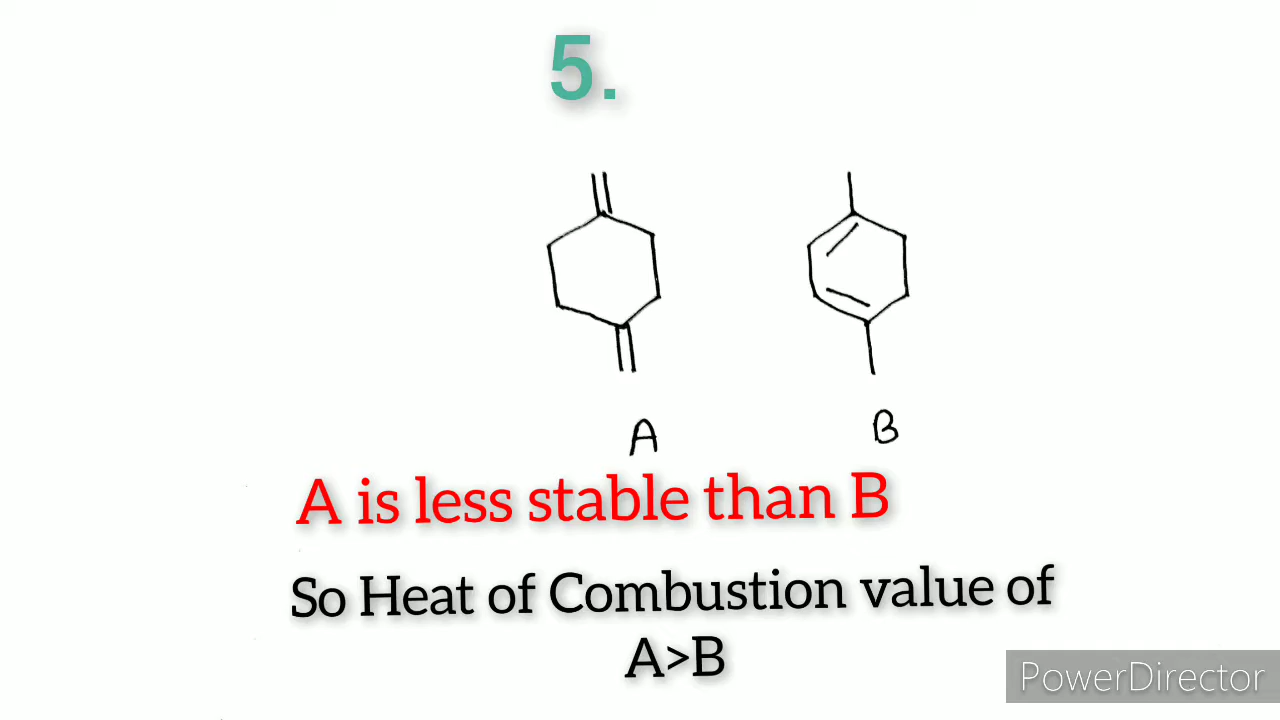 5.
A B
A is less stable than B
So Heat of Combustion value of
A>B
PowerDirector